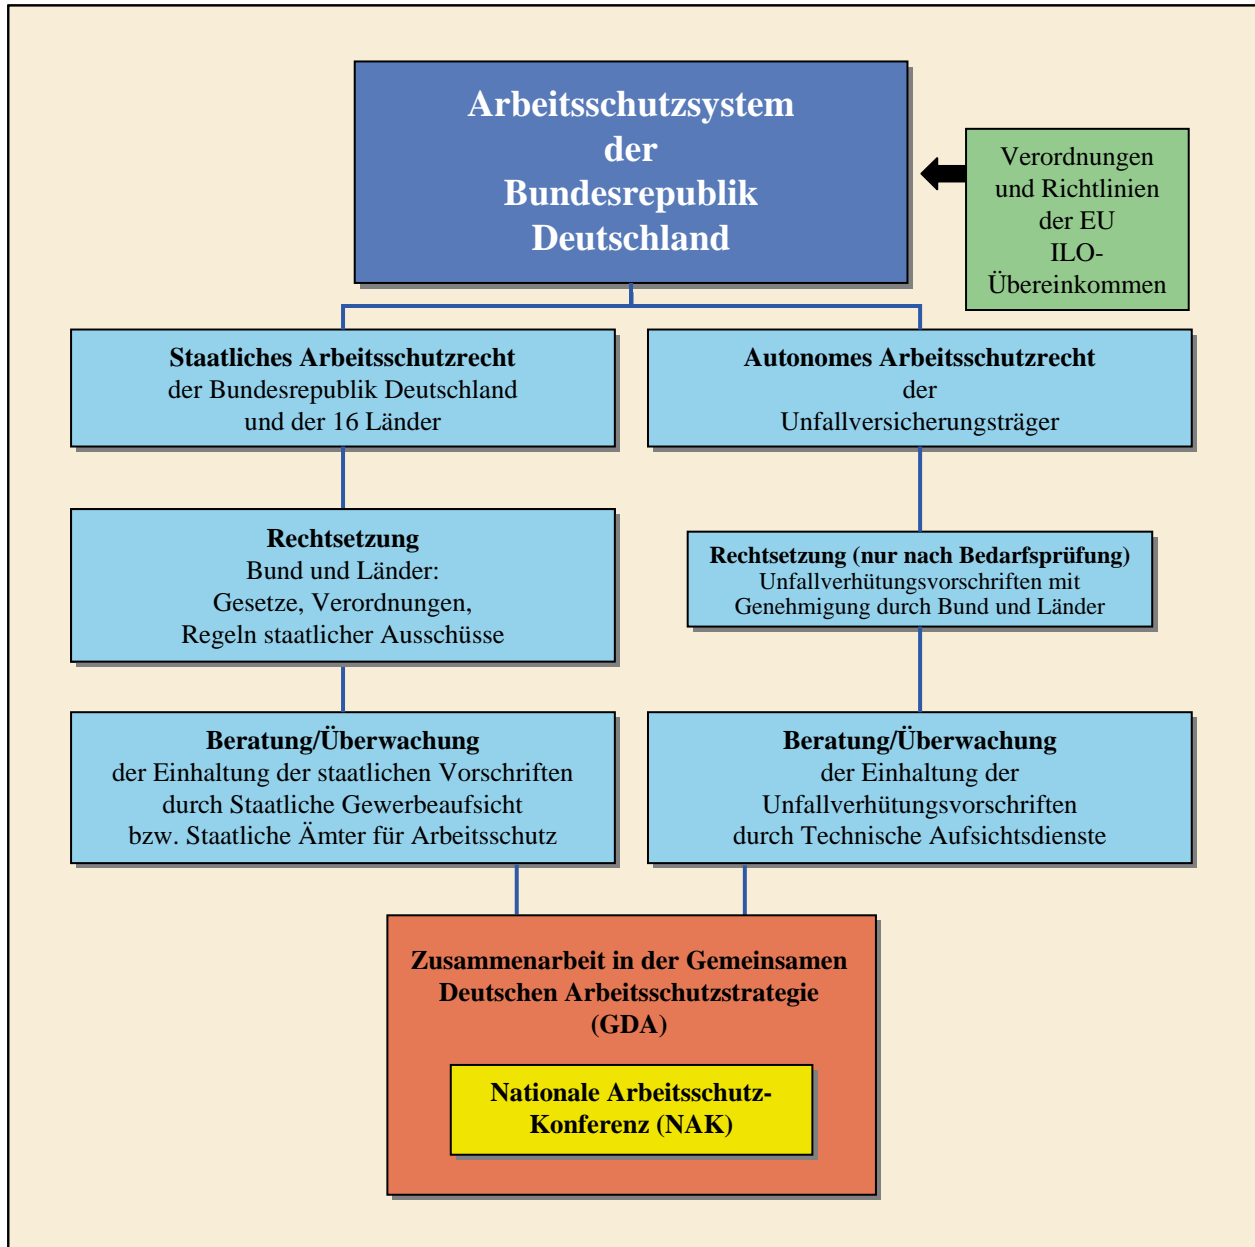 Arbeitsschutzsystem
der
Bundesrepublik
Deutschland
Verordnungen
und Richtlinien
der EU
ILO-
Übereinkommen
Staatliches Arbeitsschutzrecht
der Bundesrepublik Deutschland
und der 16 Länder
Autonomes Arbeitsschutzrecht
der
Unfallversicherungsträger
Rechtsetzung
Bund und Länder:
Gesetze, Verordnungen,
Regeln staatlicher Ausschüsse
Rechtsetzung (nur nach Bedarfsprüfung)
Unfallverhütungsvorschriften mit
Genehmigung durch Bund und Länder
Beratung/Überwachung
der Einhaltung der staatlichen Vorschriften
durch Staatliche Gewerbeaufsicht
bzw. Staatliche Ämter für Arbeitsschutz
Beratung/Überwachung
der Einhaltung der
Unfallverhütungsvorschriften
durch Technische Aufsichtsdienste
Zusammenarbeit in der Gemeinsamen
Deutschen Arbeitsschutzstrategie
(GDA)
Nationale Arbeitsschutz-
Konferenz (NAK)